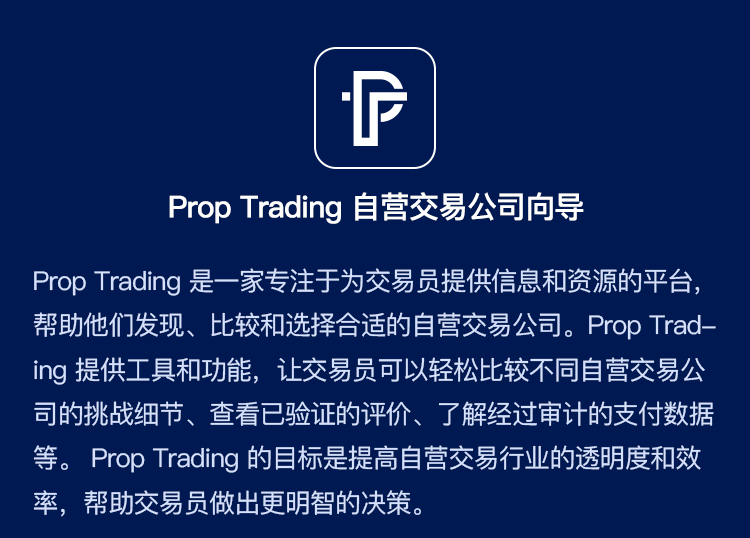 Prop Trading 自营交易公司向导
Prop Trading 是一家专注于为交易员提供信息和资源的平台，
帮助他们发现、比较和选择合适的自营交易公司。Prop Trad-
ing 提供工具和功能，让交易员可以轻松比较不同自营交易公
司的挑战细节、查看已验证的评价、了解经过审计的支付数据
等。 Prop Trading 的目标是提高自营交易行业的透明度和效
率，帮助交易员做出更明智的决策。